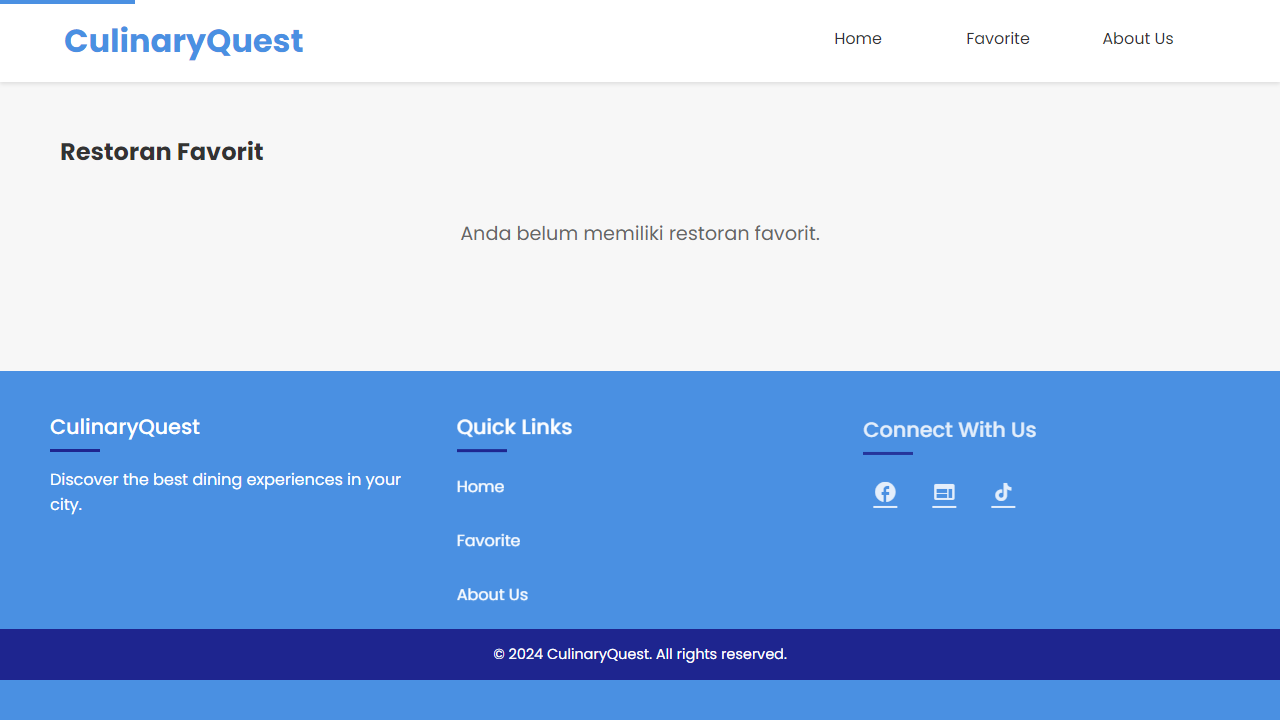 CulinaryQuest
Home
Favorite
About Us
Restoran Favorit
Anda belum memiliki restoran favorit.
CulinaryQuest
Discover the best dining experiences in your
city.
Quick Links
Home
Favorite
About Us
Connect With Us
© 2024 CulinaryQuest. All rights reserved.